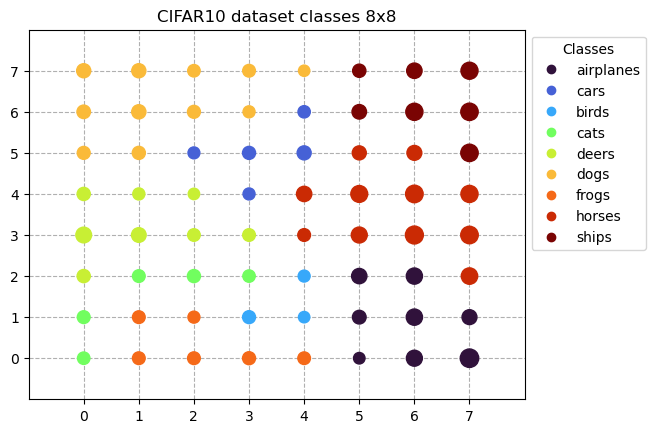 CIFAR10 dataset classes 8x8
Classes
airplanes
cars
birds
cats
deers
dogs
frogs
horses
ships
7
6
5
4
3
2
1
0
0 1 2 3 4 5 6 7